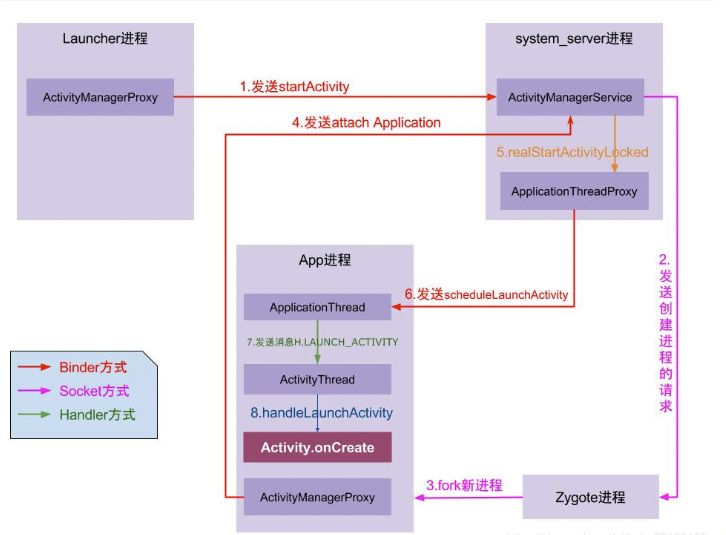 Launcher进程
system_server进程
ActivityManagerProxy
1.发送startActivity
ActivityManagerService
4.发送attach Application
5.realStartActivityLocked
ApplicationThreadProxy
App进程
2.发送创建进程的请求
6.发送scheduleLaunchActivity
ApplicationThread
7.发送消息H.LAUNCH_ACTIVITY
Binder方式
ActivityThread
Socket方式
8.handleLaunchActivity
Handler方式
Activity.onCreate
3.fork新进程
ActivityManagerProxy
Zygote进程